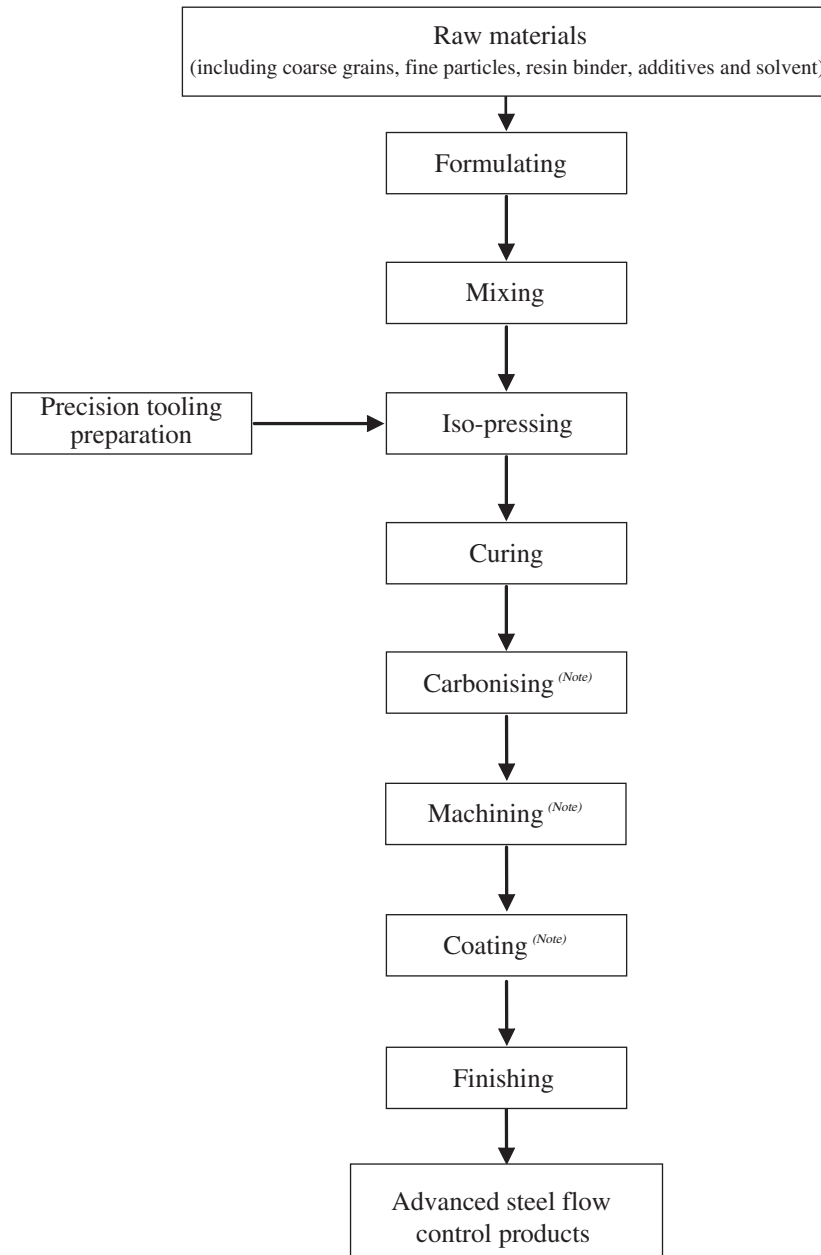 Raw materials
(including coarse grains, fine particles, resin binder, additives and solvent)
Formulating
Mixing
Precision tooling
preparation
Iso-pressing
Curing
Carbonising (Note)
Machining (Note)
Coating (Note)
Finishing
Advanced steel flow
control products